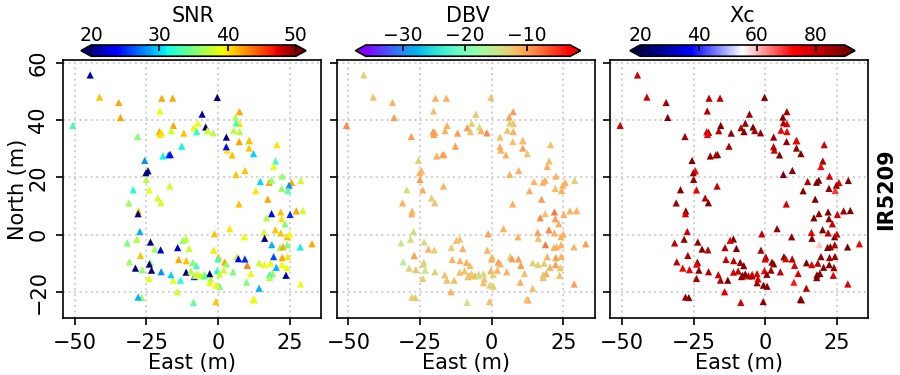 SNR DBV Xc
20 30 40 50 −30 −20 −10 20 40 60 80
60
40
20
0
−20
North (m)
−50 −25 0 25 −50 −25 0 25 −50 −25 0 25
East (m) East (m) East (m)
IR5209